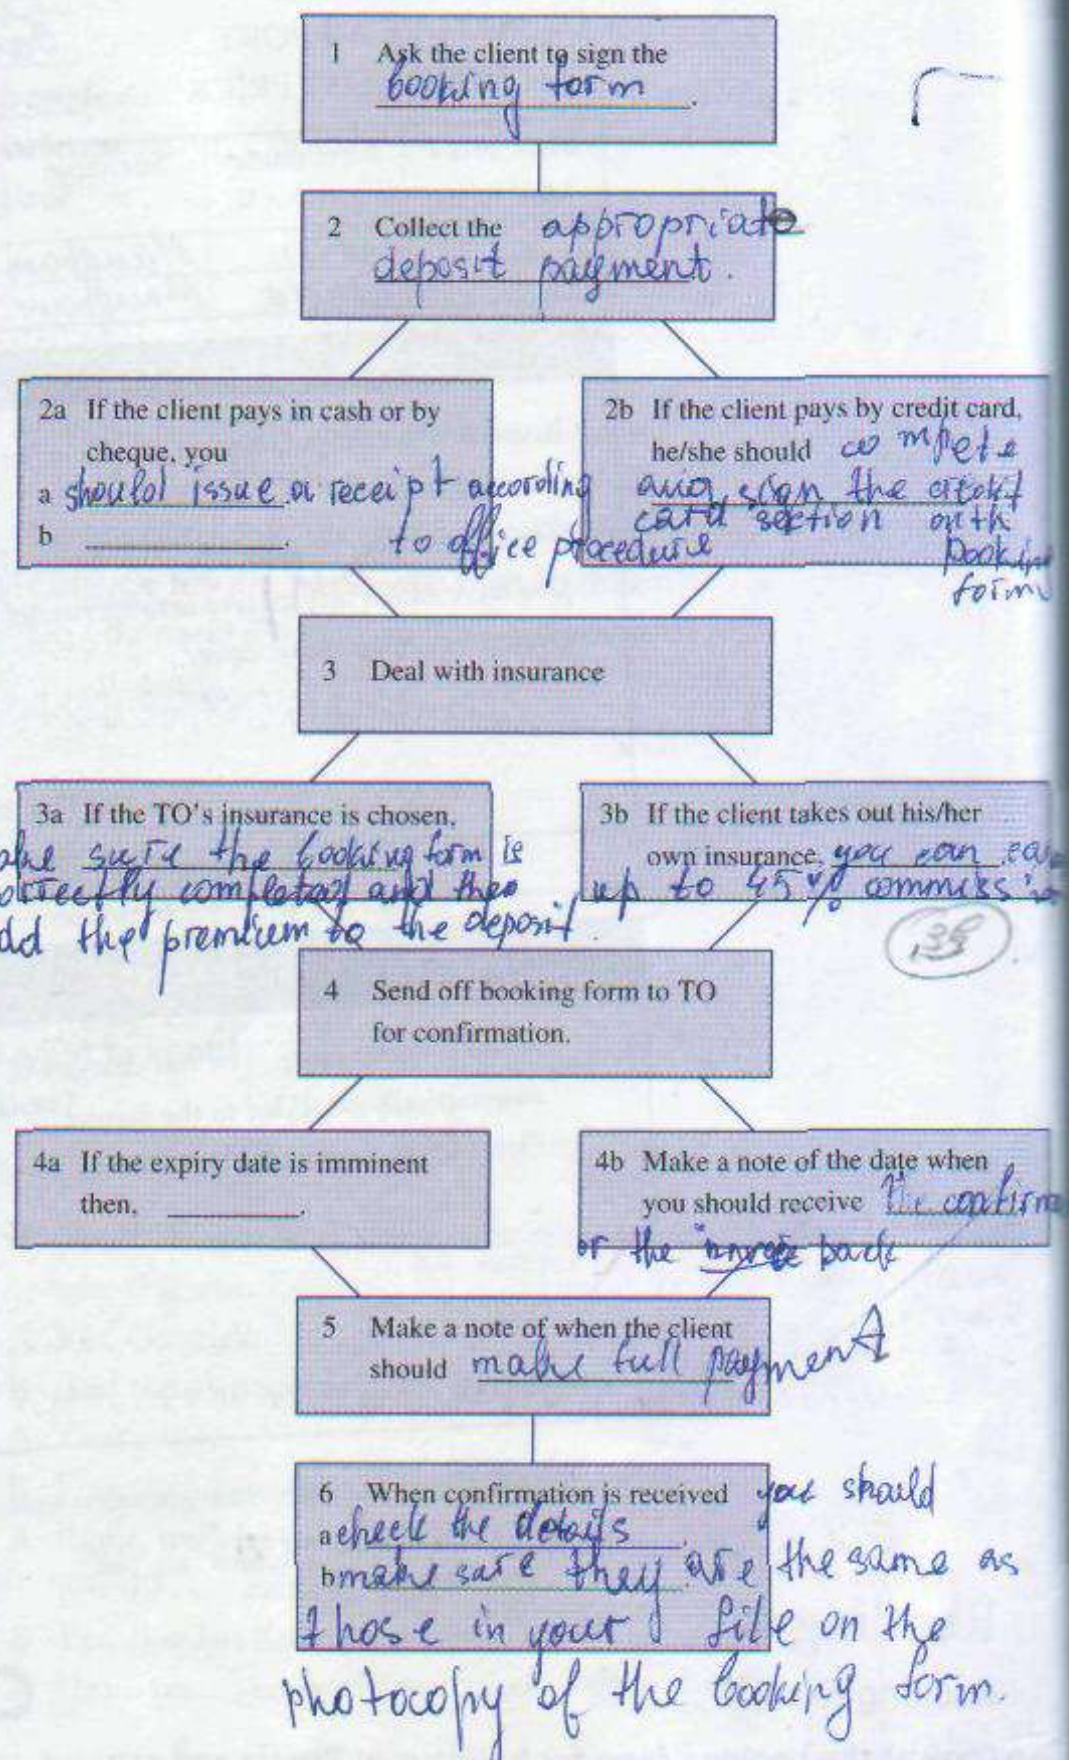 1 Ask the client to sign the
booking form.
2 Collect the appropriate
deposit payment.
2a If the client pays in cash or by
cheque, you
a should issue a receipt according
b to office procedure
2b If the client pays by credit card,
he/she should compete
and sign the credit
card section on th
bookin
form
3 Deal with insurance
3a If the TO's insurance is chosen,
ake sure the booking form is
orrectly completed and the
dd the premium to the deposit.
3b If the client takes out his/her
own insurance, you can ear
up to 45% commiss
4 Send off booking form to TO
for confirmation.
4a If the expiry date is imminent
then, .
4b Make a note of the date when
you should receive the confirm
or the back
5 Make a note of when the client
should make full payment
6 When confirmation is received you should
a check the details
b make sure they are the same as
those in your file on the
photocopy of the booking form.